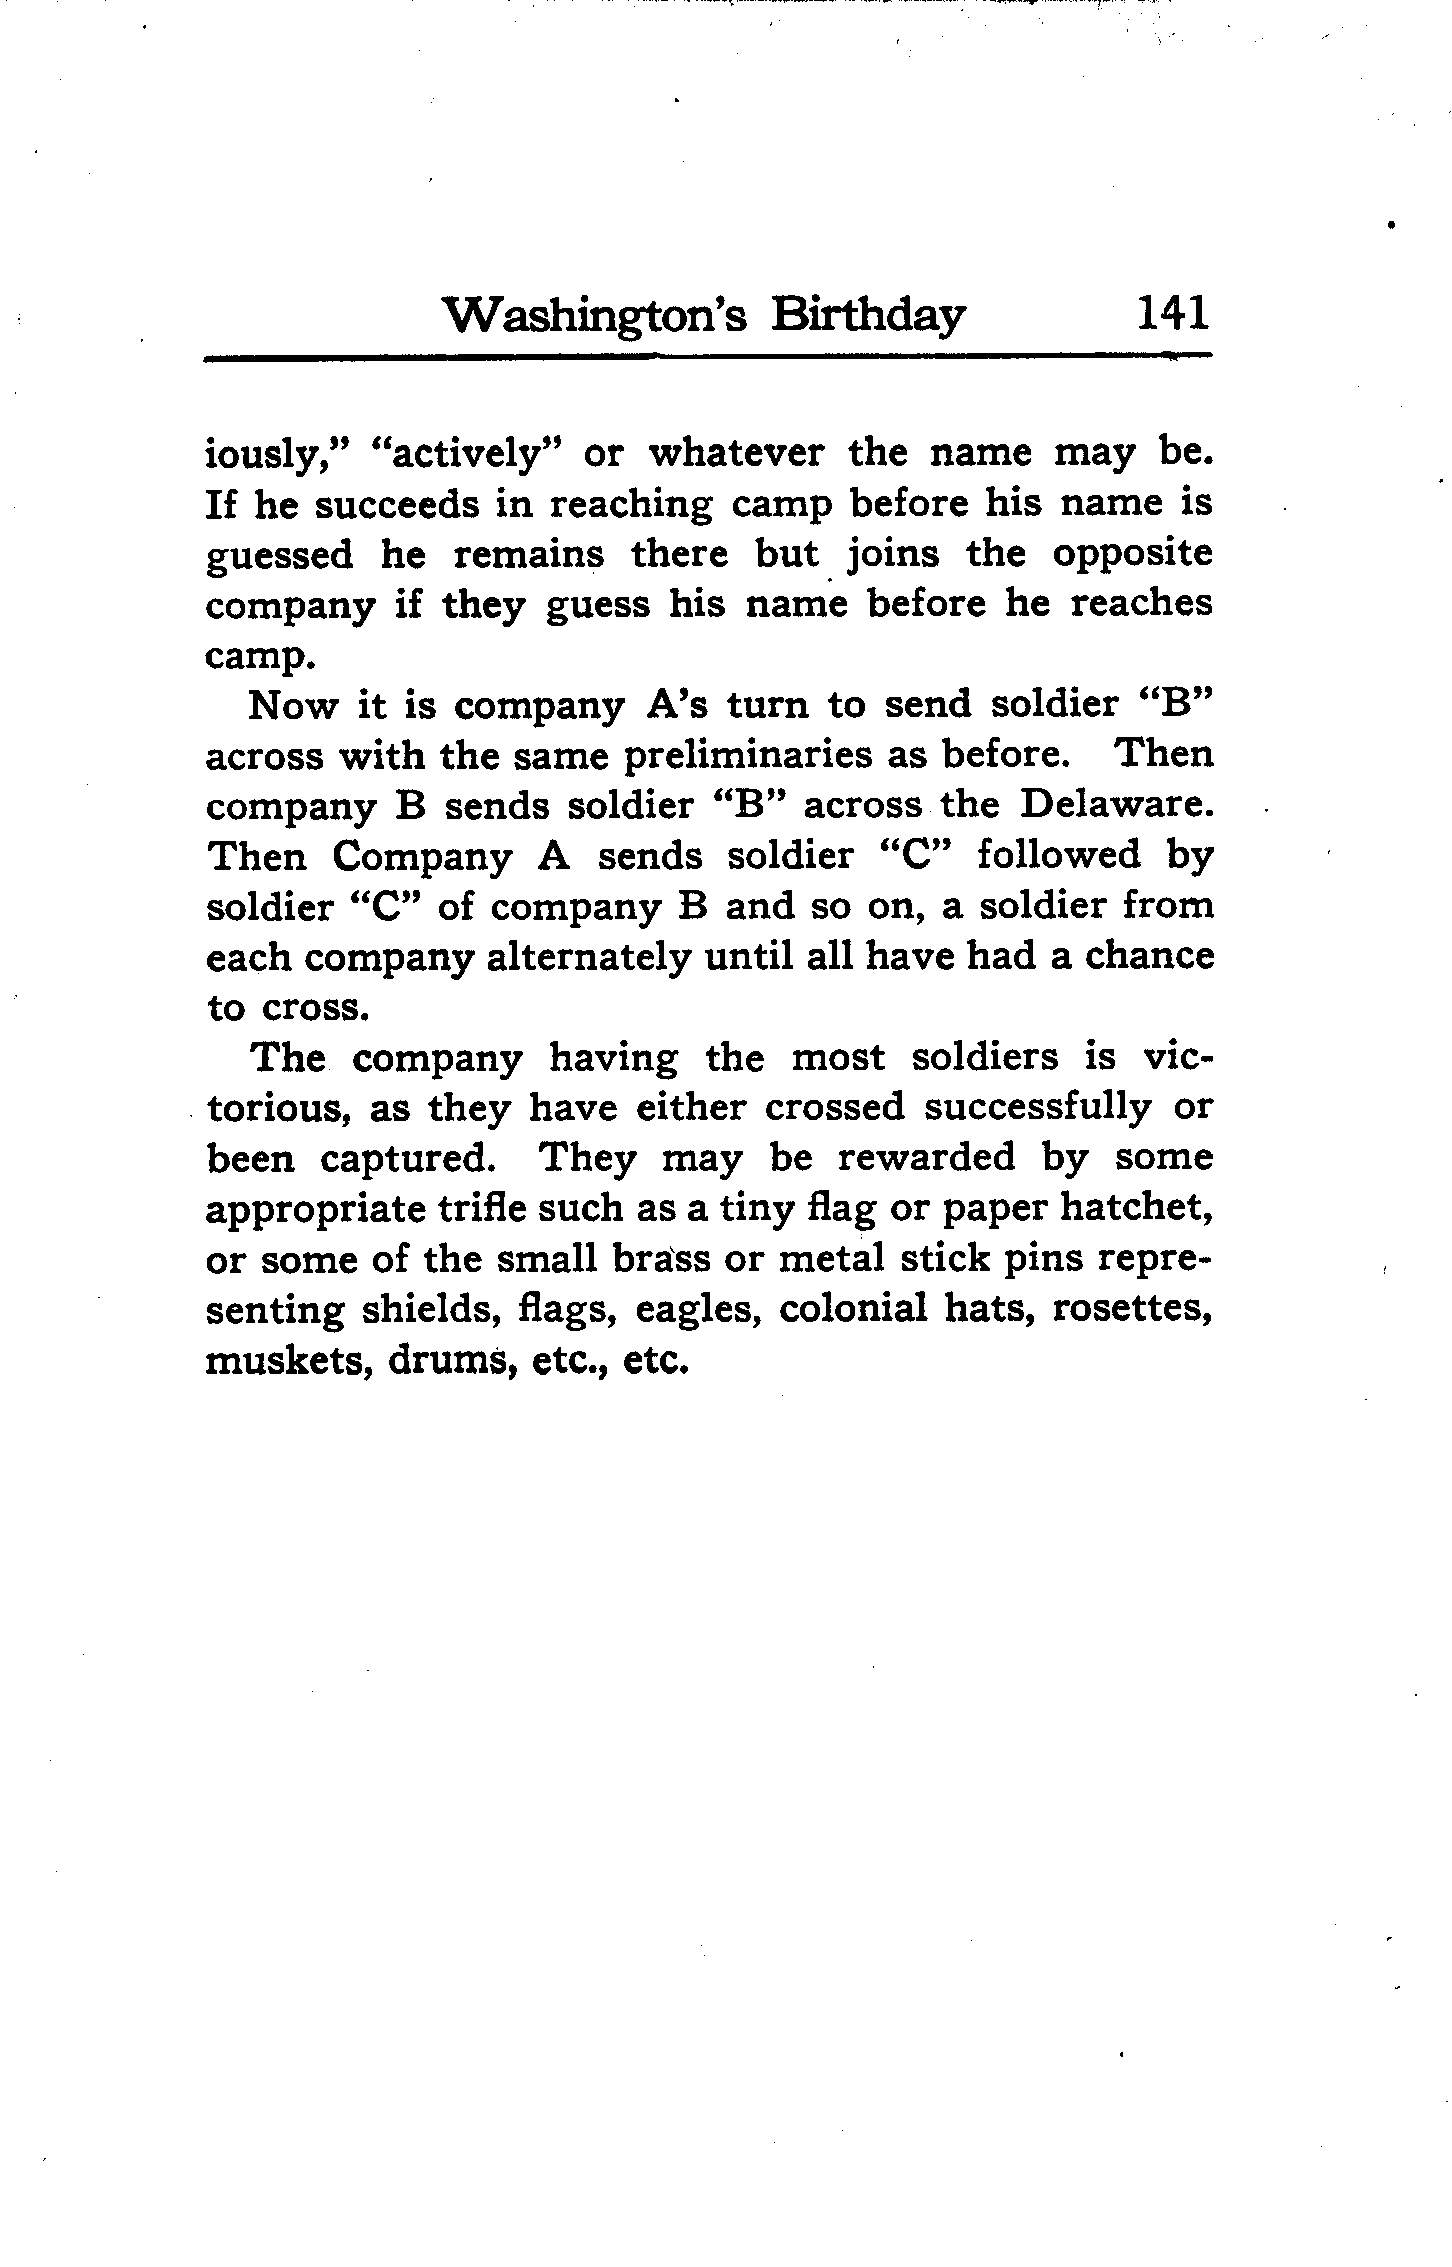 Washington's Birthday 141
iously,” “actively” or whatever the name may be.
If he succeeds in reaching camp before his name is
guessed he remains there but joins the opposite
company if they guess his name before he reaches
camp.
Now it is company A's turn to send soldier “B”
across with the same preliminaries as before. Then
company B sends soldier “B” across the Delaware.
Then Company A sends soldier “C” followed by
soldier “C” of company B and so on, a soldier from
each company alternately until all have had a chance
to cross.
The company having the most soldiers is vic-
torious, as they have either crossed successfully or
been captured. They may be rewarded by some
appropriate trifle such as a tiny flag or paper hatchet,
or some of the small brass or metal stick pins repre-
senting shields, flags, eagles, colonial hats, rosettes,
muskets, drums, etc., etc.